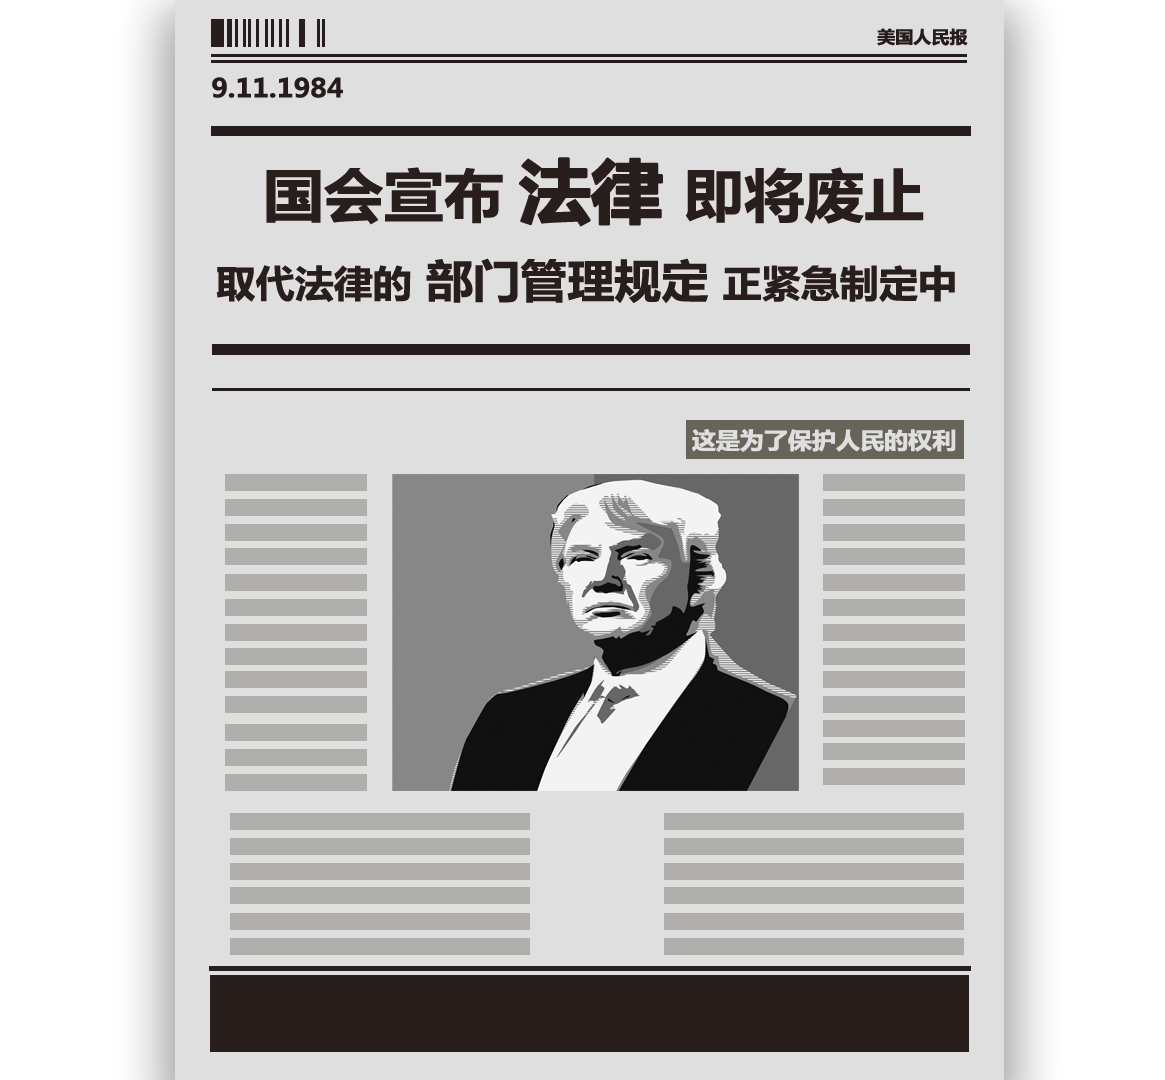 美国人民报
9.11.1984
国会宣布 法律 即将废止
取代法律的 部门管理规定 正紧急制定中
这是为了保护人民的权利